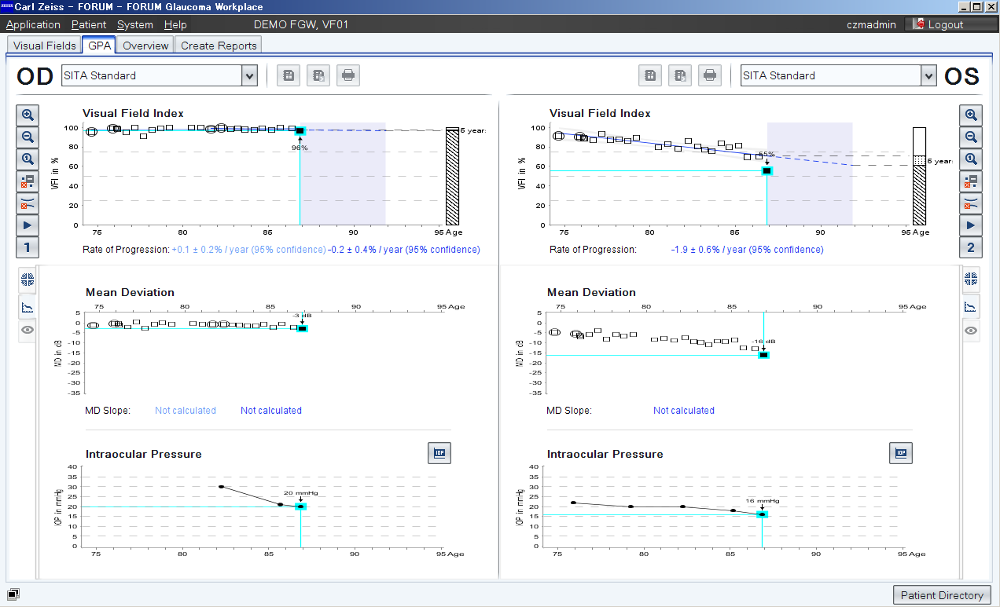 ZEISS Carl Zeiss – FORUM – FORUM Glaucoma Workplace
Application Patient System Help DEMO FGW, VF01 czmadmin Logout
Visual Fields GPA Overview Create Reports
OD SITA Standard SITA Standard OS
Visual Field Index
100
80
60
40
20
0
VFI in %
96%
6 years
76 80 86 90 96 Age
Rate of Progression: +0.1 ± 0.2% / year (95% confidence) -0.2 ± 0.4% / year (95% confidence)
1
Visual Field Index
100
80
60
40
20
0
VFI in %
55%
6 years
76 80 86 90 96 Age
Rate of Progression: -1.9 ± 0.6% / year (95% confidence)
2
Mean Deviation
75 80 85 90 95 Age
5
0
-5
-10
-15
-20
-25
-30
-35
MD in dB
-3 dB
MD Slope: Not calculated Not calculated
Mean Deviation
75 80 85 90 95 Age
5
0
-5
-10
-15
-20
-25
-30
-35
MD in dB
-16 dB
MD Slope: Not calculated
Intraocular Pressure
IOP
40
35
30
25
20
15
10
5
0
IOP in mmHg
20 mmHg
75 80 85 90 95 Age
Intraocular Pressure
IOP
40
35
30
25
20
15
10
5
0
IOP in mmHg
16 mmHg
75 80 85 90 95 Age
Patient Directory